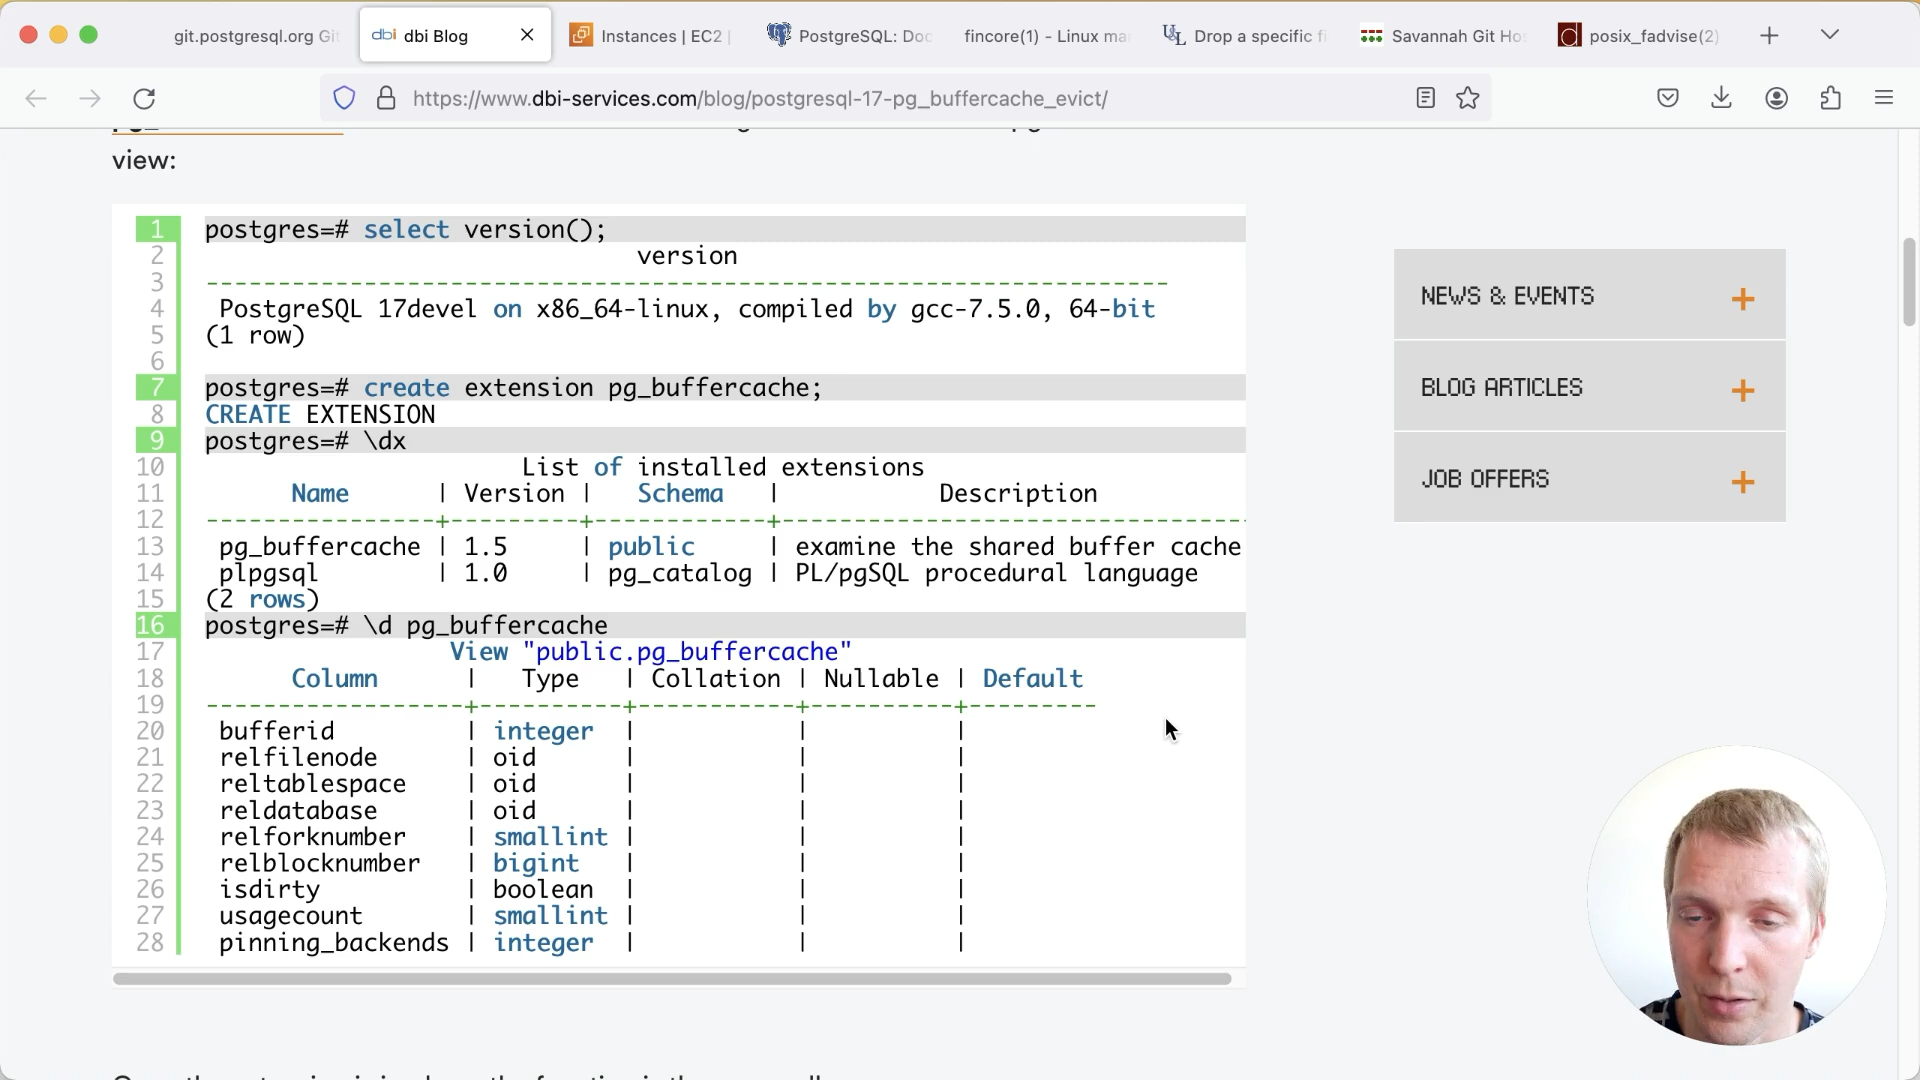 git.postgresql.org Gi
dbi dbi Blog
Instances | EC2 |
PostgreSQL: Doc
fincore(1) - Linux ma
UL Drop a specific fi
Savannah Git Hos
posix_fadvise(2)
https://www.dbi-services.com/blog/postgresql-17-pg_buffercache_evict/
view:
1 postgres=# select version();
2 version
3 -------------------------------------------------------------------
4 PostgreSQL 17devel on x86_64-linux, compiled by gcc-7.5.0, 64-bit
5 (1 row)
6
7 postgres=# create extension pg_buffercache;
8 CREATE EXTENSION
9 postgres=# \dx
10 List of installed extensions
11 Name | Version | Schema | Description
12 ----------------+---------+------------+---------------------------------
13 pg_buffercache | 1.5 | public | examine the shared buffer cache
14 plpgsql | 1.0 | pg_catalog | PL/pgSQL procedural language
15 (2 rows)
16 postgres=# \d pg_buffercache
17 View "public.pg_buffercache"
18 Column | Type | Collation | Nullable | Default
19 ------------------+----------+-----------+----------+---------
20 bufferid | integer | | |
21 relfilenode | oid | | |
22 reltablespace | oid | | |
23 reldatabase | oid | | |
24 relforknumber | smallint | | |
25 relblocknumber | bigint | | |
26 isdirty | boolean | | |
27 usagecount | smallint | | |
28 pinning_backends | integer | | |
NEWS & EVENTS +
BLOG ARTICLES +
JOB OFFERS +